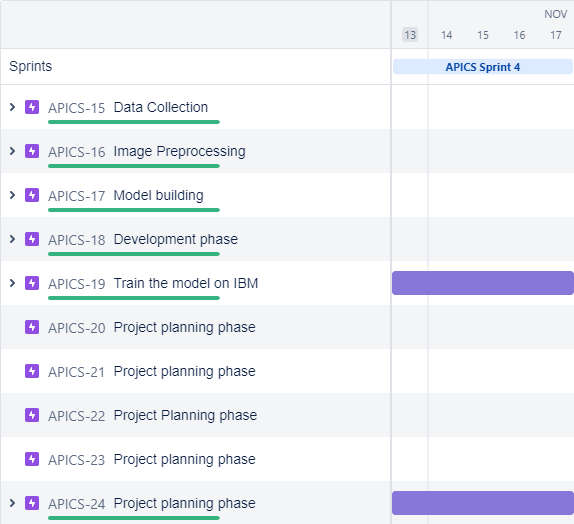 NOV
13 14 15 16 17
Sprints
APICS Sprint 4
APICS-15 Data Collection
APICS-16 Image Preprocessing
APICS-17 Model building
APICS-18 Development phase
APICS-19 Train the model on IBM
APICS-20 Project planning phase
APICS-21 Project planning phase
APICS-22 Project Planning phase
APICS-23 Project planning phase
APICS-24 Project planning phase